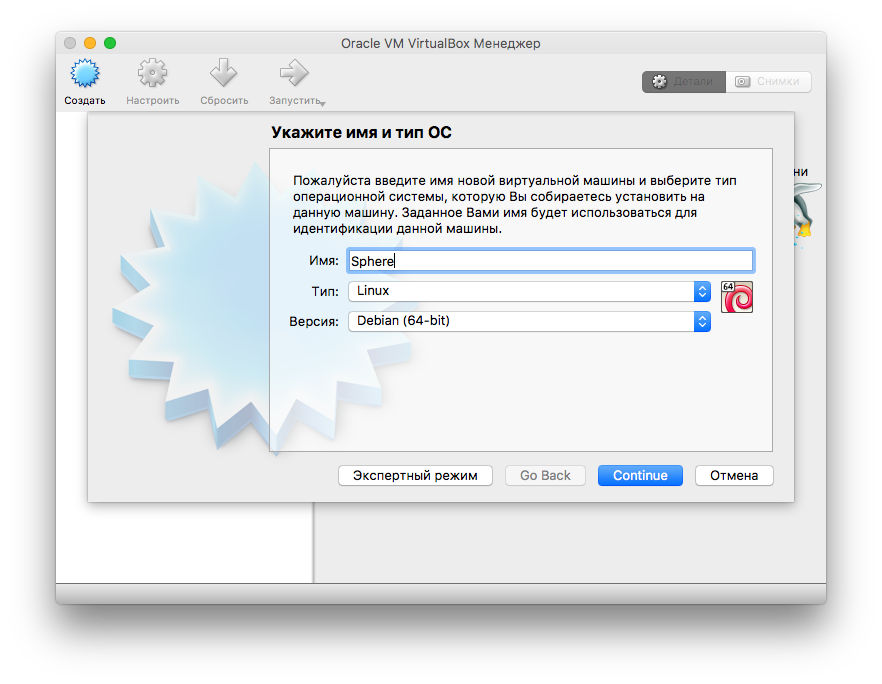 Oracle VM VirtualBox Менеджер
Создать
Настроить
Сбросить
Запустить
Детали
Снимки
Укажите имя и тип ОС
Пожалуйста введите имя новой виртуальной машины и выберите тип
операционной системы, которую Вы собираетесь установить на
данную машину. Заданное Вами имя будет использоваться для
идентификации данной машины.
Имя: Sphere
Тип: Linux
64
Версия: Debian (64-bit)
Экспертный режим
Go Back
Continue
Отмена